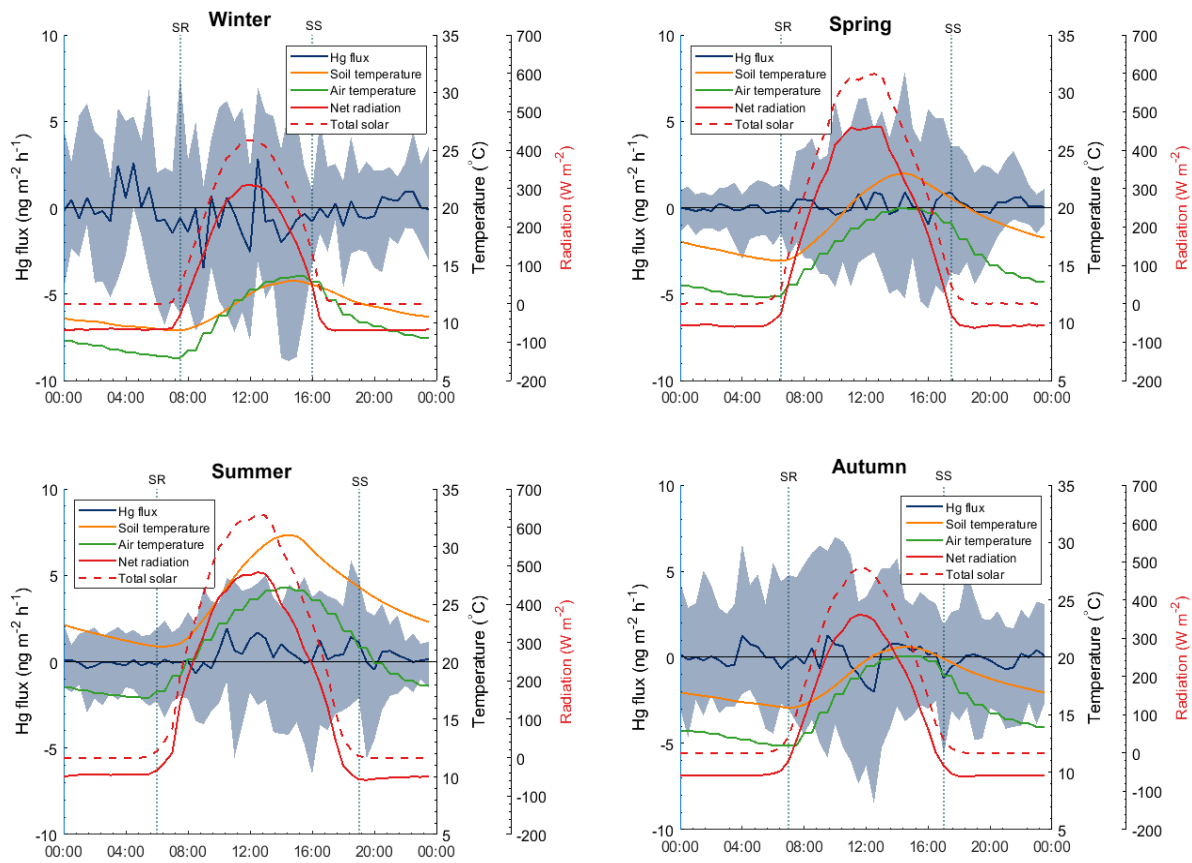 Winter
SR
SS
Hg flux
Soil temperature
Air temperature
Net radiation
Total solar
10
5
0
-5
-10
Hg flux (ng m⁻² h⁻¹)
35
30
25
20
15
10
5
Temperature (°C)
700
600
500
400
300
200
100
0
-100
-200
Radiation (W m⁻²)
00:00 04:00 08:00 12:00 16:00 20:00 00:00
Spring
SR
SS
Hg flux
Soil temperature
Air temperature
Net radiation
Total solar
10
5
0
-5
-10
Hg flux (ng m⁻² h⁻¹)
35
30
25
20
15
10
5
Temperature (°C)
700
600
500
400
300
200
100
0
-100
-200
Radiation (W m⁻²)
00:00 04:00 08:00 12:00 16:00 20:00 00:00
Summer
SR
SS
Hg flux
Soil temperature
Air temperature
Net radiation
Total solar
10
5
0
-5
-10
Hg flux (ng m⁻² h⁻¹)
35
30
25
20
15
10
5
Temperature (°C)
700
600
500
400
300
200
100
0
-100
-200
Radiation (W m⁻²)
00:00 04:00 08:00 12:00 16:00 20:00 00:00
Autumn
SR
SS
Hg flux
Soil temperature
Air temperature
Net radiation
Total solar
10
5
0
-5
-10
Hg flux (ng m⁻² h⁻¹)
35
30
25
20
15
10
5
Temperature (°C)
700
600
500
400
300
200
100
0
-100
-200
Radiation (W m⁻²)
00:00 04:00 08:00 12:00 16:00 20:00 00:00